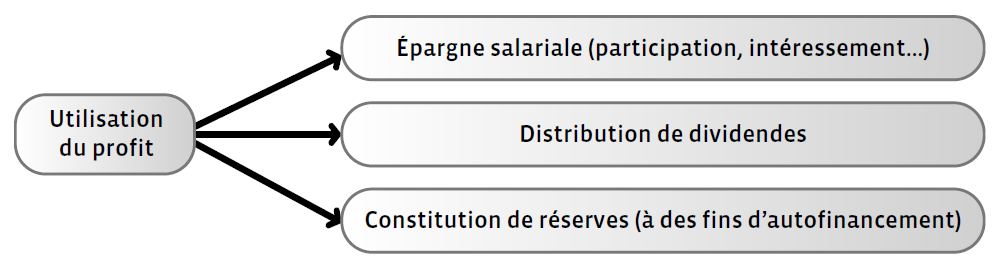 Utilisation
du profit
Épargne salariale (participation, intéressement...)
Distribution de dividendes
Constitution de réserves (à des fins d’autofinancement)